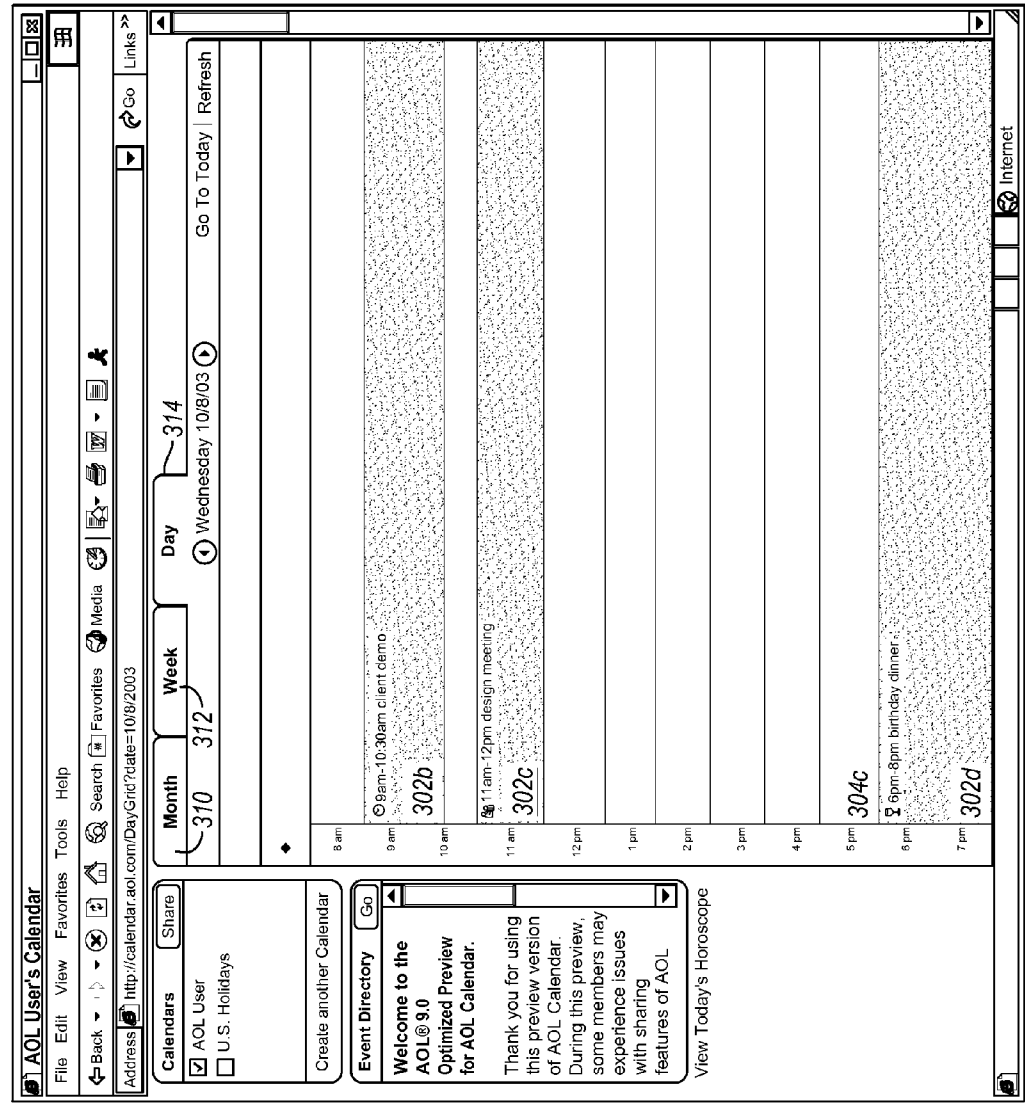 AOL User's Calendar
File Edit View Favorites Tools Help
Back Search Favorites Media
Address http://calendar.aol.com/DayGrid?date=10/8/2003 Go Links >>
Calendars Share
AOL User
U.S. Holidays
Create another Calendar
Event Directory Go
Welcome to the
AOL® 9.0
Optimized Preview
for AOL Calendar.
Thank you for using
this preview version
of AOL Calendar.
During this preview,
some members may
experience issues
with sharing
features of AOL
View Today's Horoscope
Month Week Day
310 312 314
Wednesday 10/8/03 Go To Today | Refresh
8 am
9 am 9am-10:30am client demo
302b
10 am
11 am 11am-12pm design meeting
302c
12 pm
1 pm
2 pm
3 pm
4 pm
5 pm 304c
6 pm 6pm-8pm birthday dinner
7 pm 302d
Internet